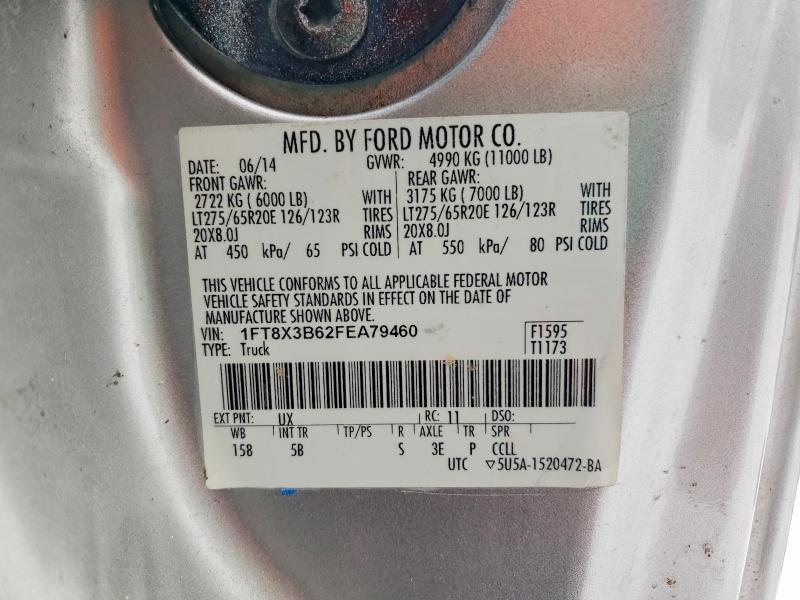 MFD. BY FORD MOTOR CO.
DATE: 06/14 GVWR: 4990 KG (11000 LB)
FRONT GAWR: REAR GAWR:
2722 KG ( 6000 LB) WITH 3175 KG ( 7000 LB) WITH
LT275/65R20E 126/123R TIRES LT275/65R20E 126/123R TIRES
20X8.0J RIMS 20X8.0J RIMS
AT 450 kPa/ 65 PSI COLD AT 550 kPa/ 80 PSI COLD
THIS VEHICLE CONFORMS TO ALL APPLICABLE FEDERAL MOTOR
VEHICLE SAFETY STANDARDS IN EFFECT ON THE DATE OF
MANUFACTURE SHOWN ABOVE.
VIN: 1FT8X3B62FEA79460 F1595
TYPE: Truck T1173
EXT PNT: UX RC: 11 DSO:
WB INT TR TP/PS R AXLE TR SPR
158 5B S 3E P CCLL
UTC ▽5U5A-1520472-BA